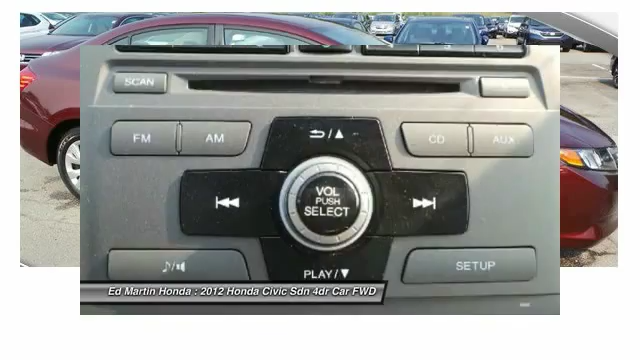 SCAN
FM
AM
CD
AUX
VOL
PUSH
SELECT
PLAY/
SETUP
Ed Martin Honda : 2012 Honda Civic Sdn 4dr Car FWD